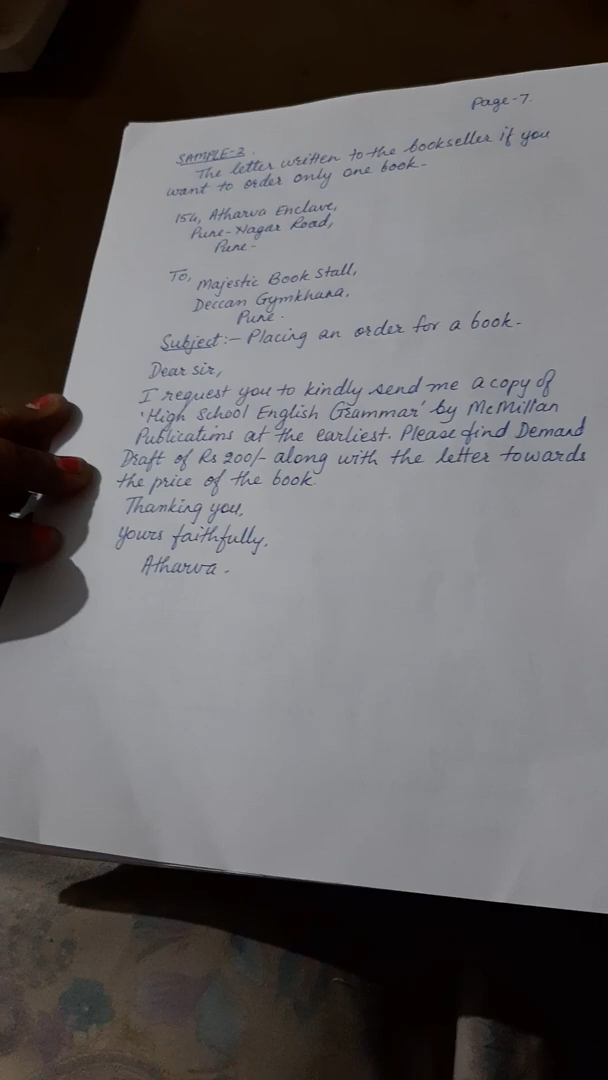 Page-7.
SAMPLE-2.
The letter written to the bookseller if you
want to order only one book-
154, Atharva Enclave,
Pune-Nagar Road,
Pune-
To, Majestic Book Stall,
Deccan Gymkhana,
Pune.
Subject:- Placing an order for a book.
Dear sir,
I request you to kindly send me a copy of
'High School English Grammar' by McMillan
Publications at the earliest. Please find Demand
Draft of Rs 200/- along with the letter towards
the price of the book.
Thanking you,
yours faithfully,
Atharva.